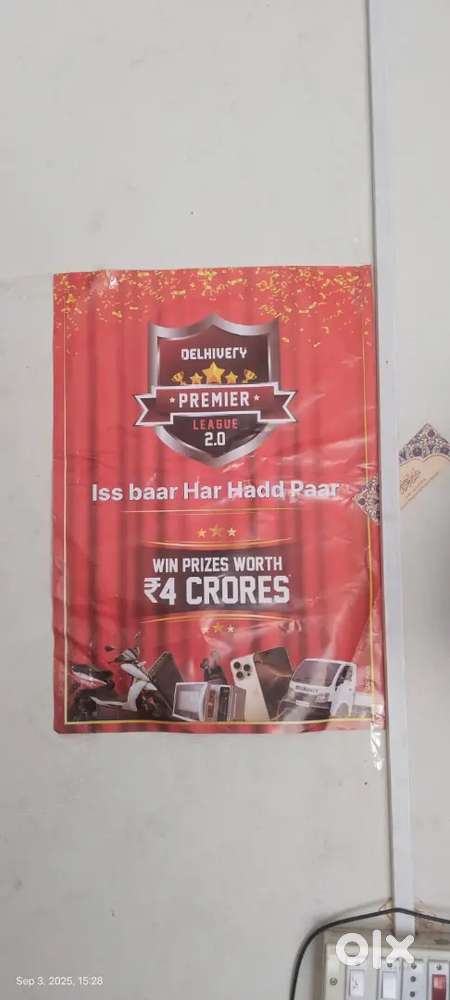 DELHIVERY
PREMIER
LEAGUE
2.0
Iss baar Har Hadd Paar
WIN PRIZES WORTH
₹4 CRORES
DELHIVERY
Sep 3, 2025, 15:28
olx